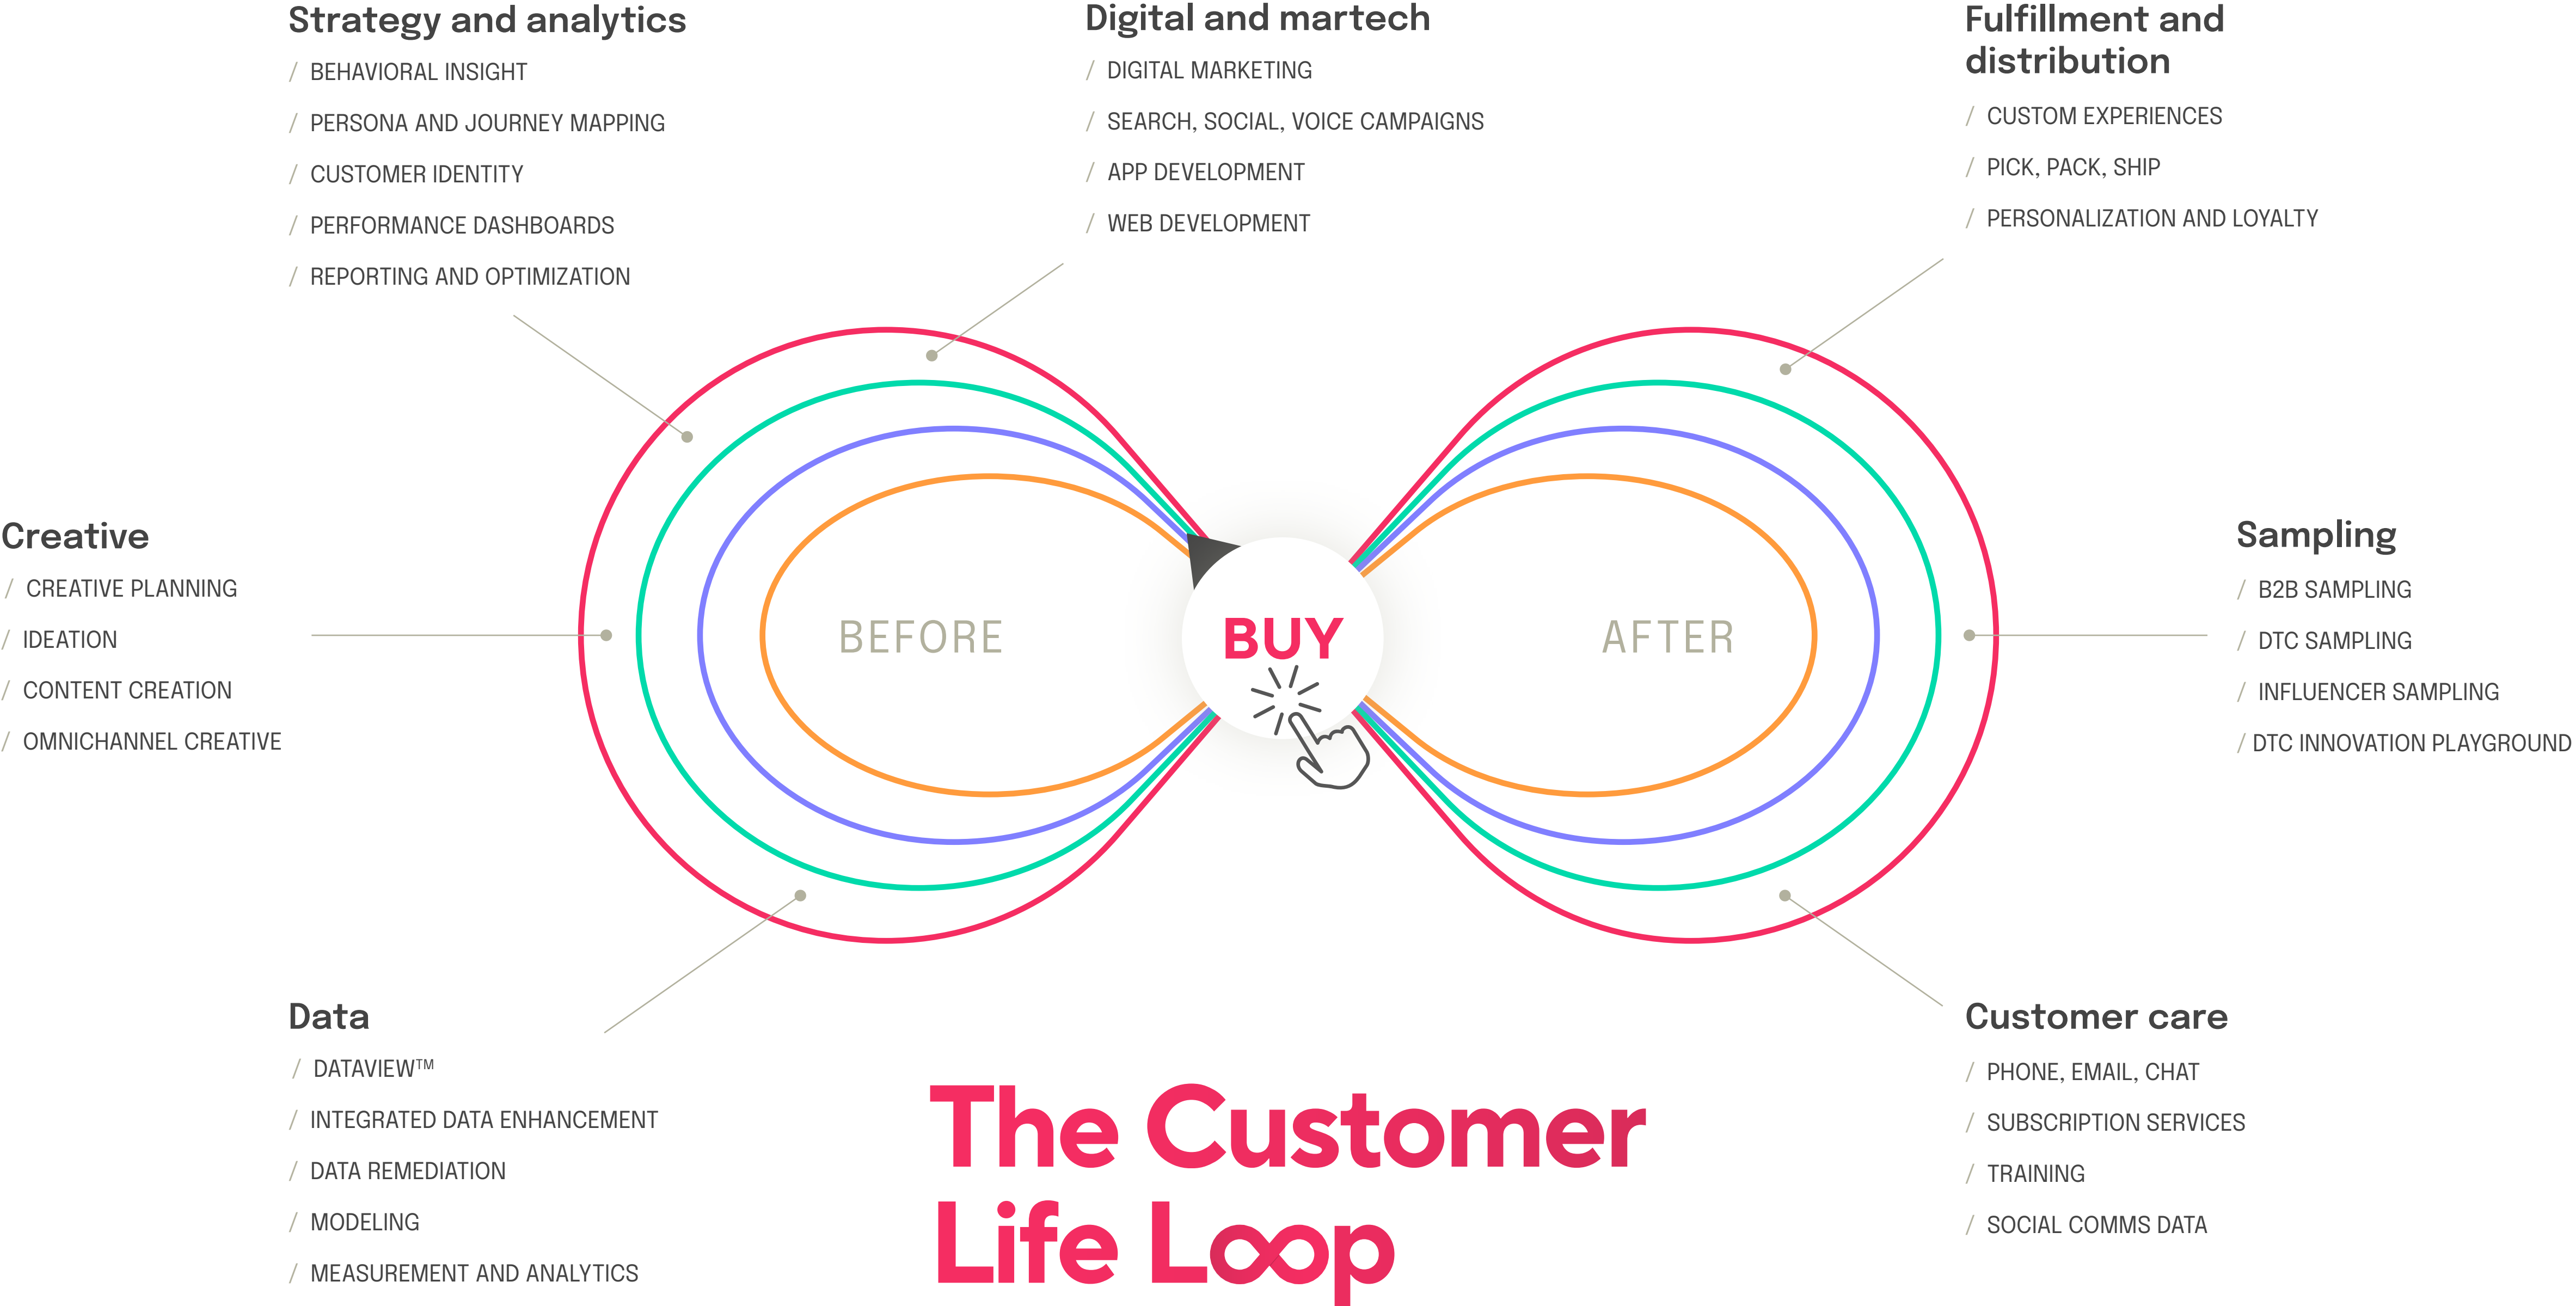 Strategy and analytics
/ BEHAVIORAL INSIGHT
/ PERSONA AND JOURNEY MAPPING
/ CUSTOMER IDENTITY
/ PERFORMANCE DASHBOARDS
/ REPORTING AND OPTIMIZATION
Digital and martech
/ DIGITAL MARKETING
/ SEARCH, SOCIAL, VOICE CAMPAIGNS
/ APP DEVELOPMENT
/ WEB DEVELOPMENT
Fulfillment and
distribution
/ CUSTOM EXPERIENCES
/ PICK, PACK, SHIP
/ PERSONALIZATION AND LOYALTY
Creative
/ CREATIVE PLANNING
/ IDEATION
/ CONTENT CREATION
/ OMNICHANNEL CREATIVE
BEFORE
BUY
AFTER
Sampling
/ B2B SAMPLING
/ DTC SAMPLING
/ INFLUENCER SAMPLING
/ DTC INNOVATION PLAYGROUND
Data
/ DATAVIEW™
/ INTEGRATED DATA ENHANCEMENT
/ DATA REMEDIATION
/ MODELING
/ MEASUREMENT AND ANALYTICS
The Customer
Life Loop
Customer care
/ PHONE, EMAIL, CHAT
/ SUBSCRIPTION SERVICES
/ TRAINING
/ SOCIAL COMMS DATA